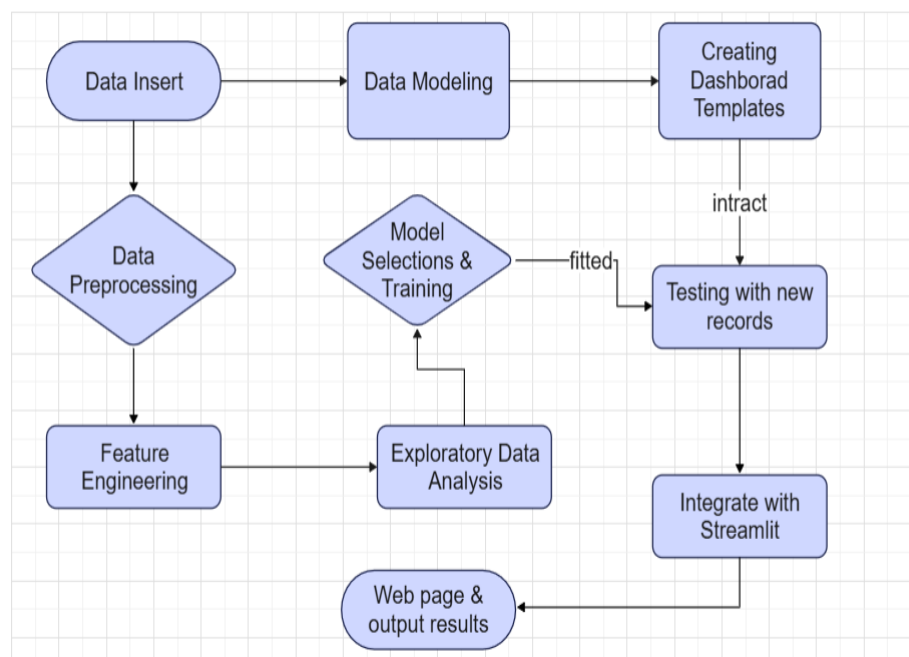 Data Insert
Data Modeling
Creating
Dashborad
Templates
intract
Data
Preprocessing
Model
Selections &
Training
fitted
Testing with new
records
Feature
Engineering
Exploratory Data
Analysis
Integrate with
Streamlit
Web page &
output results